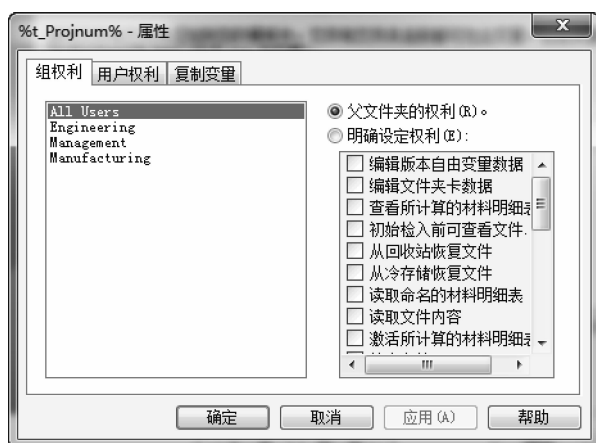 %t_Projnum% - 属性
组权利 用户权利 复制变量
All Users
Engineering
Management
Manufacturing
父文件夹的权利(R)。
明确设定权利(E):
编辑版本自由变量数据
编辑文件夹卡数据
查看所计算的材料明细表
初始检入前可查看文件.
从回收站恢复文件
从冷存储恢复文件
读取命名的材料明细表
读取文件内容
激活所计算的材料明细表
确定 取消 应用(A) 帮助